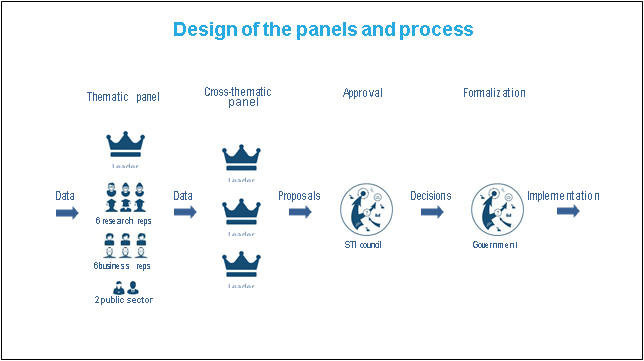 Design of the panels and process
Thematic panel
Cross-thematic
panel
Approval
Formalization
Leader
Leader
Leader
Leader
Data
Data
Proposals
Decisions
Implementation
6 research reps
6business reps
2 public sector
STI council
Government